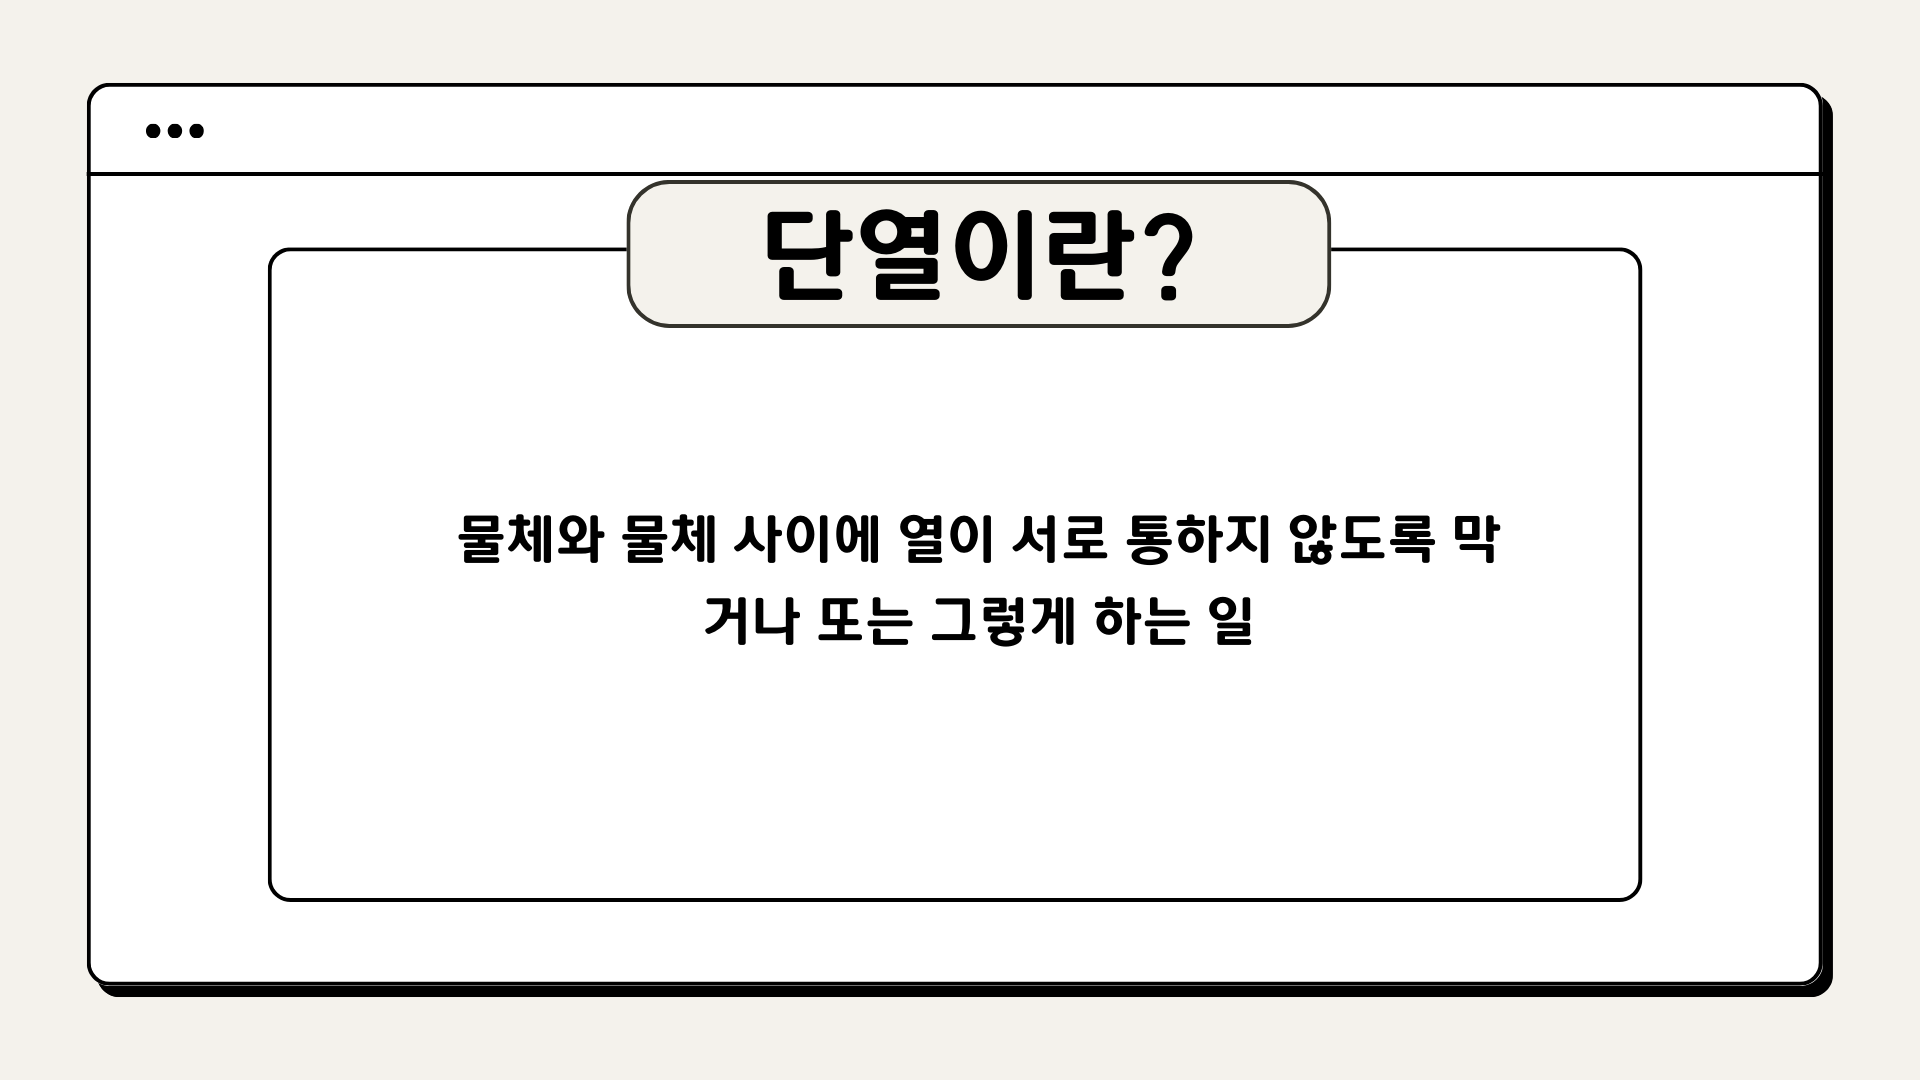 단열이란?
물체와 물체 사이에 열이 서로 통하지 않도록 막
거나 또는 그렇게 하는 일